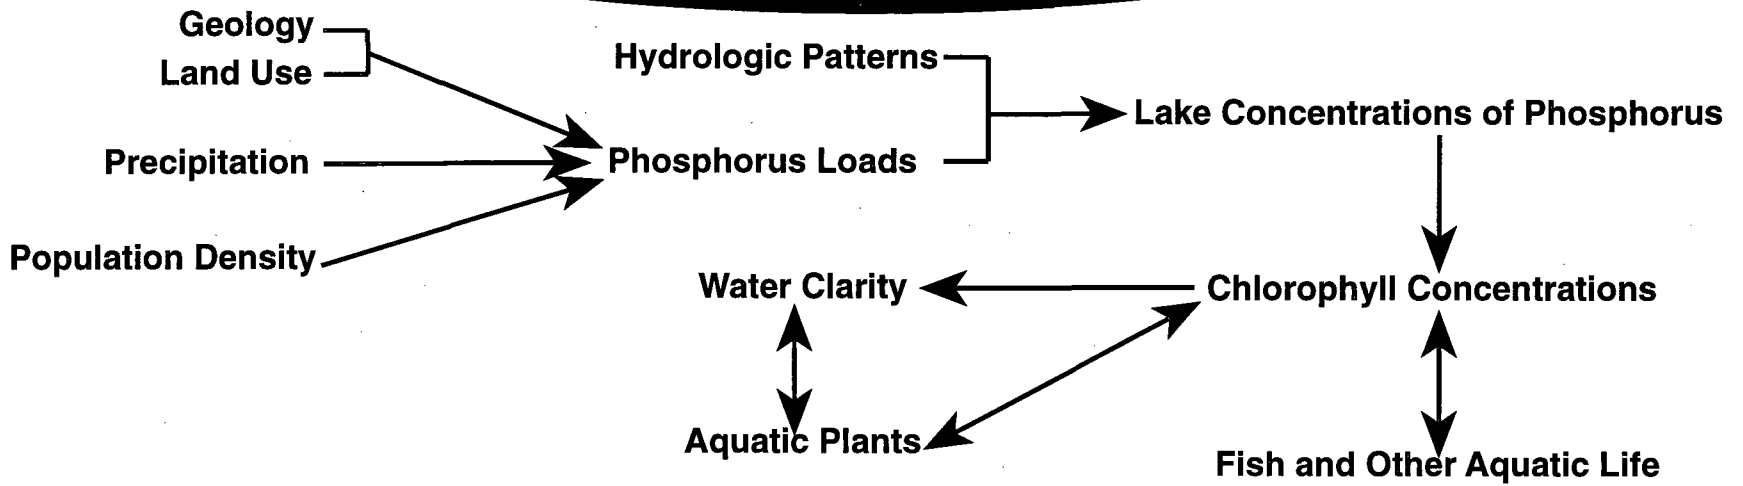 Geology
Land Use
Hydrologic Patterns
Lake Concentrations of Phosphorus
Precipitation
Phosphorus Loads
Population Density
Water Clarity
Chlorophyll Concentrations
Aquatic Plants
Fish and Other Aquatic Life